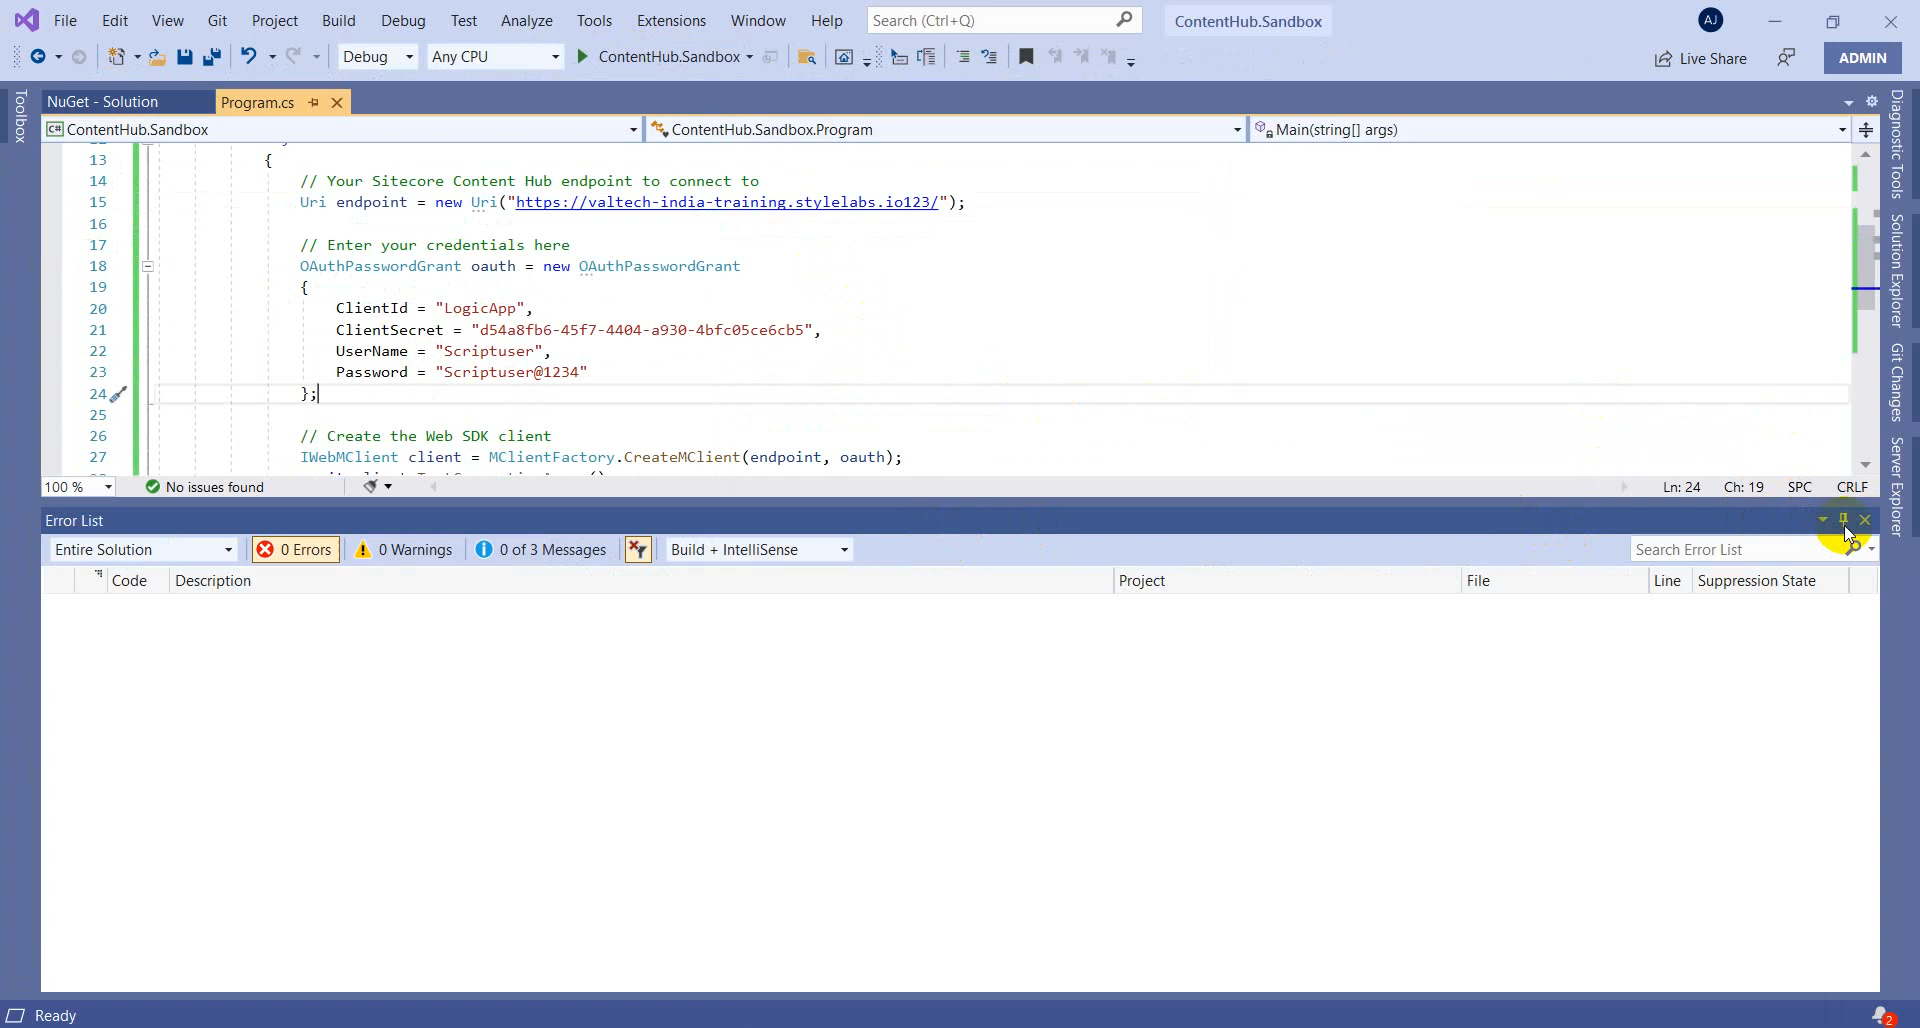 File Edit View Git Project Build Debug Test Analyze Tools Extensions Window Help Search (Ctrl+Q) ContentHub.Sandbox AJ
Debug Any CPU ContentHub.Sandbox Live Share ADMIN
NuGet - Solution Program.cs
ContentHub.Sandbox ContentHub.Sandbox.Program Main(string[] args)
13 {
14 // Your Sitecore Content Hub endpoint to connect to
15 Uri endpoint = new Uri("https://valtech-india-training.stylelabs.io123/");
16
17 // Enter your credentials here
18 OAuthPasswordGrant oauth = new OAuthPasswordGrant
19 {
20 ClientId = "LogicApp",
21 ClientSecret = "d54a8fb6-45f7-4404-a930-4bfc05ce6cb5",
22 UserName = "Scriptuser",
23 Password = "Scriptuser@1234"
24 };
25
26 // Create the Web SDK client
27 IWebMClient client = MClientFactory.CreateMClient(endpoint, oauth);
100 % No issues found Ln: 24 Ch: 19 SPC CRLF
Error List
Entire Solution 0 Errors 0 Warnings 0 of 3 Messages Build + IntelliSense Search Error List
Code Description Project File Line Suppression State
Ready 2
Toolbox
Diagnostic Tools
Solution Explorer
Git Changes
Server Explorer